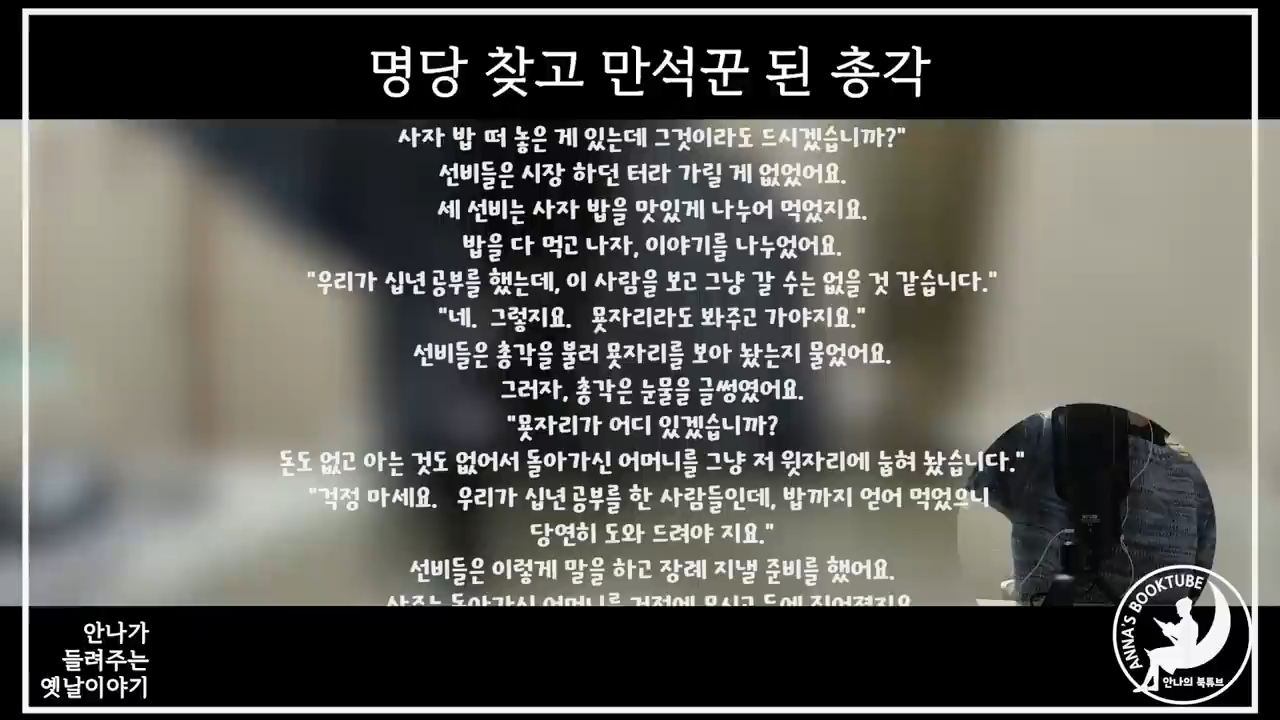 명당 찾고 만석꾼 된 총각
사자 밥 떠 놓은 게 있는데 그것이라도 드시겠습니까?"
선비들은 시장 하던 터라 가릴 게 없었어요.
세 선비는 사자 밥을 맛있게 나누어 먹었지요.
밥을 다 먹고 나자, 이야기를 나누었어요.
"우리가 십년공부를 했는데, 이 사람을 보고 그냥 갈 수는 없을 것 같습니다."
"네. 그렇지요. 묫자리라도 봐주고 가야지요."
선비들은 총각을 불러 묫자리를 보아 놨는지 물었어요.
그러자, 총각은 눈물을 글썽였어요.
"묫자리가 어디 있겠습니까?
돈도 없고 아는 것도 없어서 돌아가신 어머니를 그냥 저 윗자리에 눕혀 놨습니다."
"걱정 마세요. 우리가 십년공부를 한 사람들인데, 밥까지 얻어 먹었으니
당연히 도와 드려야 지요."
선비들은 이렇게 말을 하고 장례 지낼 준비를 했어요.
돌아가신 어머니를
안나가
들려주는
옛날이야기
ANNA'S BOOKTUBE
안나의 북튜브